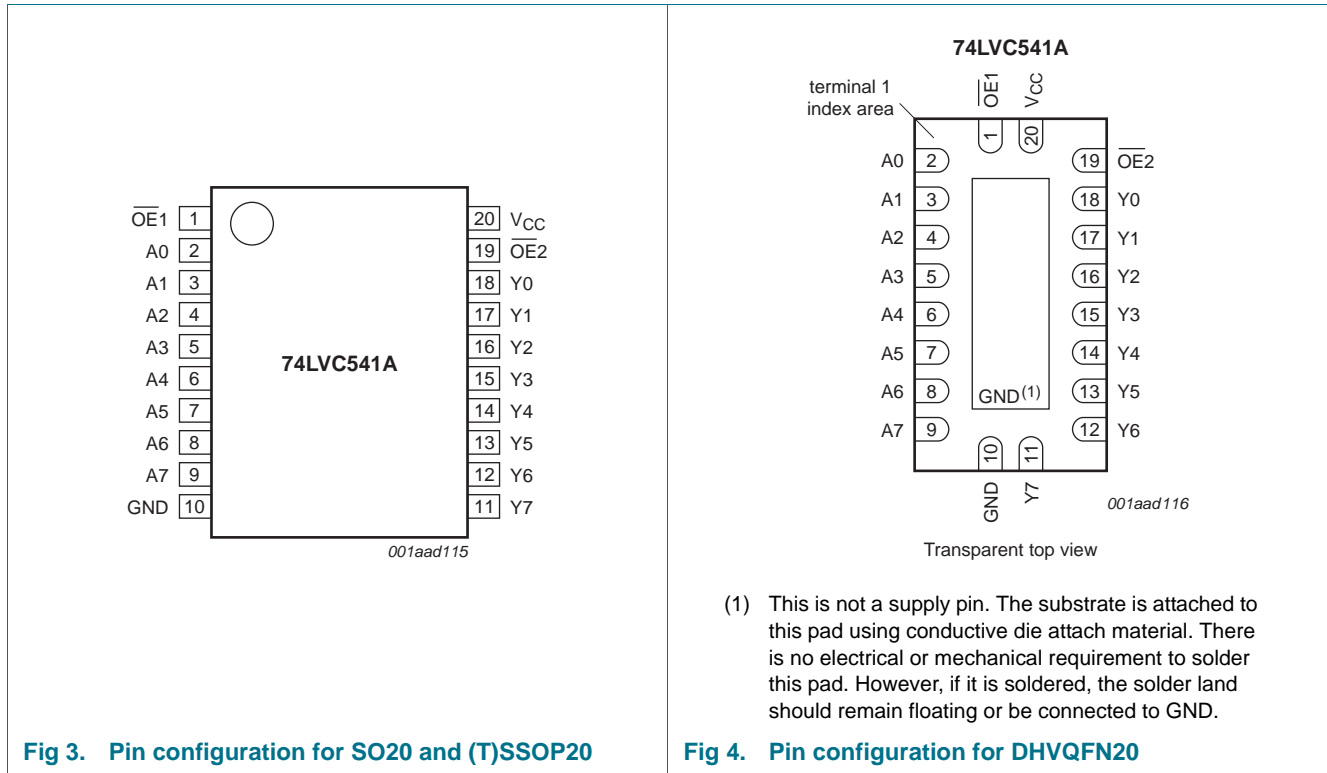 OE1 1
A0 2
A1 3
A2 4
A3 5
A4 6
A5 7
A6 8
A7 9
GND 10
74LVC541A
20 VCC
19 OE2
18 Y0
17 Y1
16 Y2
15 Y3
14 Y4
13 Y5
12 Y6
11 Y7
001aad115
Fig 3. Pin configuration for SO20 and (T)SSOP20
74LVC541A
terminal 1
index area
OE1
VCC
1
20
A0 2
A1 3
A2 4
A3 5
A4 6
A5 7
A6 8
A7 9
GND(1)
19 OE2
18 Y0
17 Y1
16 Y2
15 Y3
14 Y4
13 Y5
12 Y6
10
11
GND
Y7
001aad116
Transparent top view
(1) This is not a supply pin. The substrate is attached to
this pad using conductive die attach material. There
is no electrical or mechanical requirement to solder
this pad. However, if it is soldered, the solder land
should remain floating or be connected to GND.
Fig 4. Pin configuration for DHVQFN20